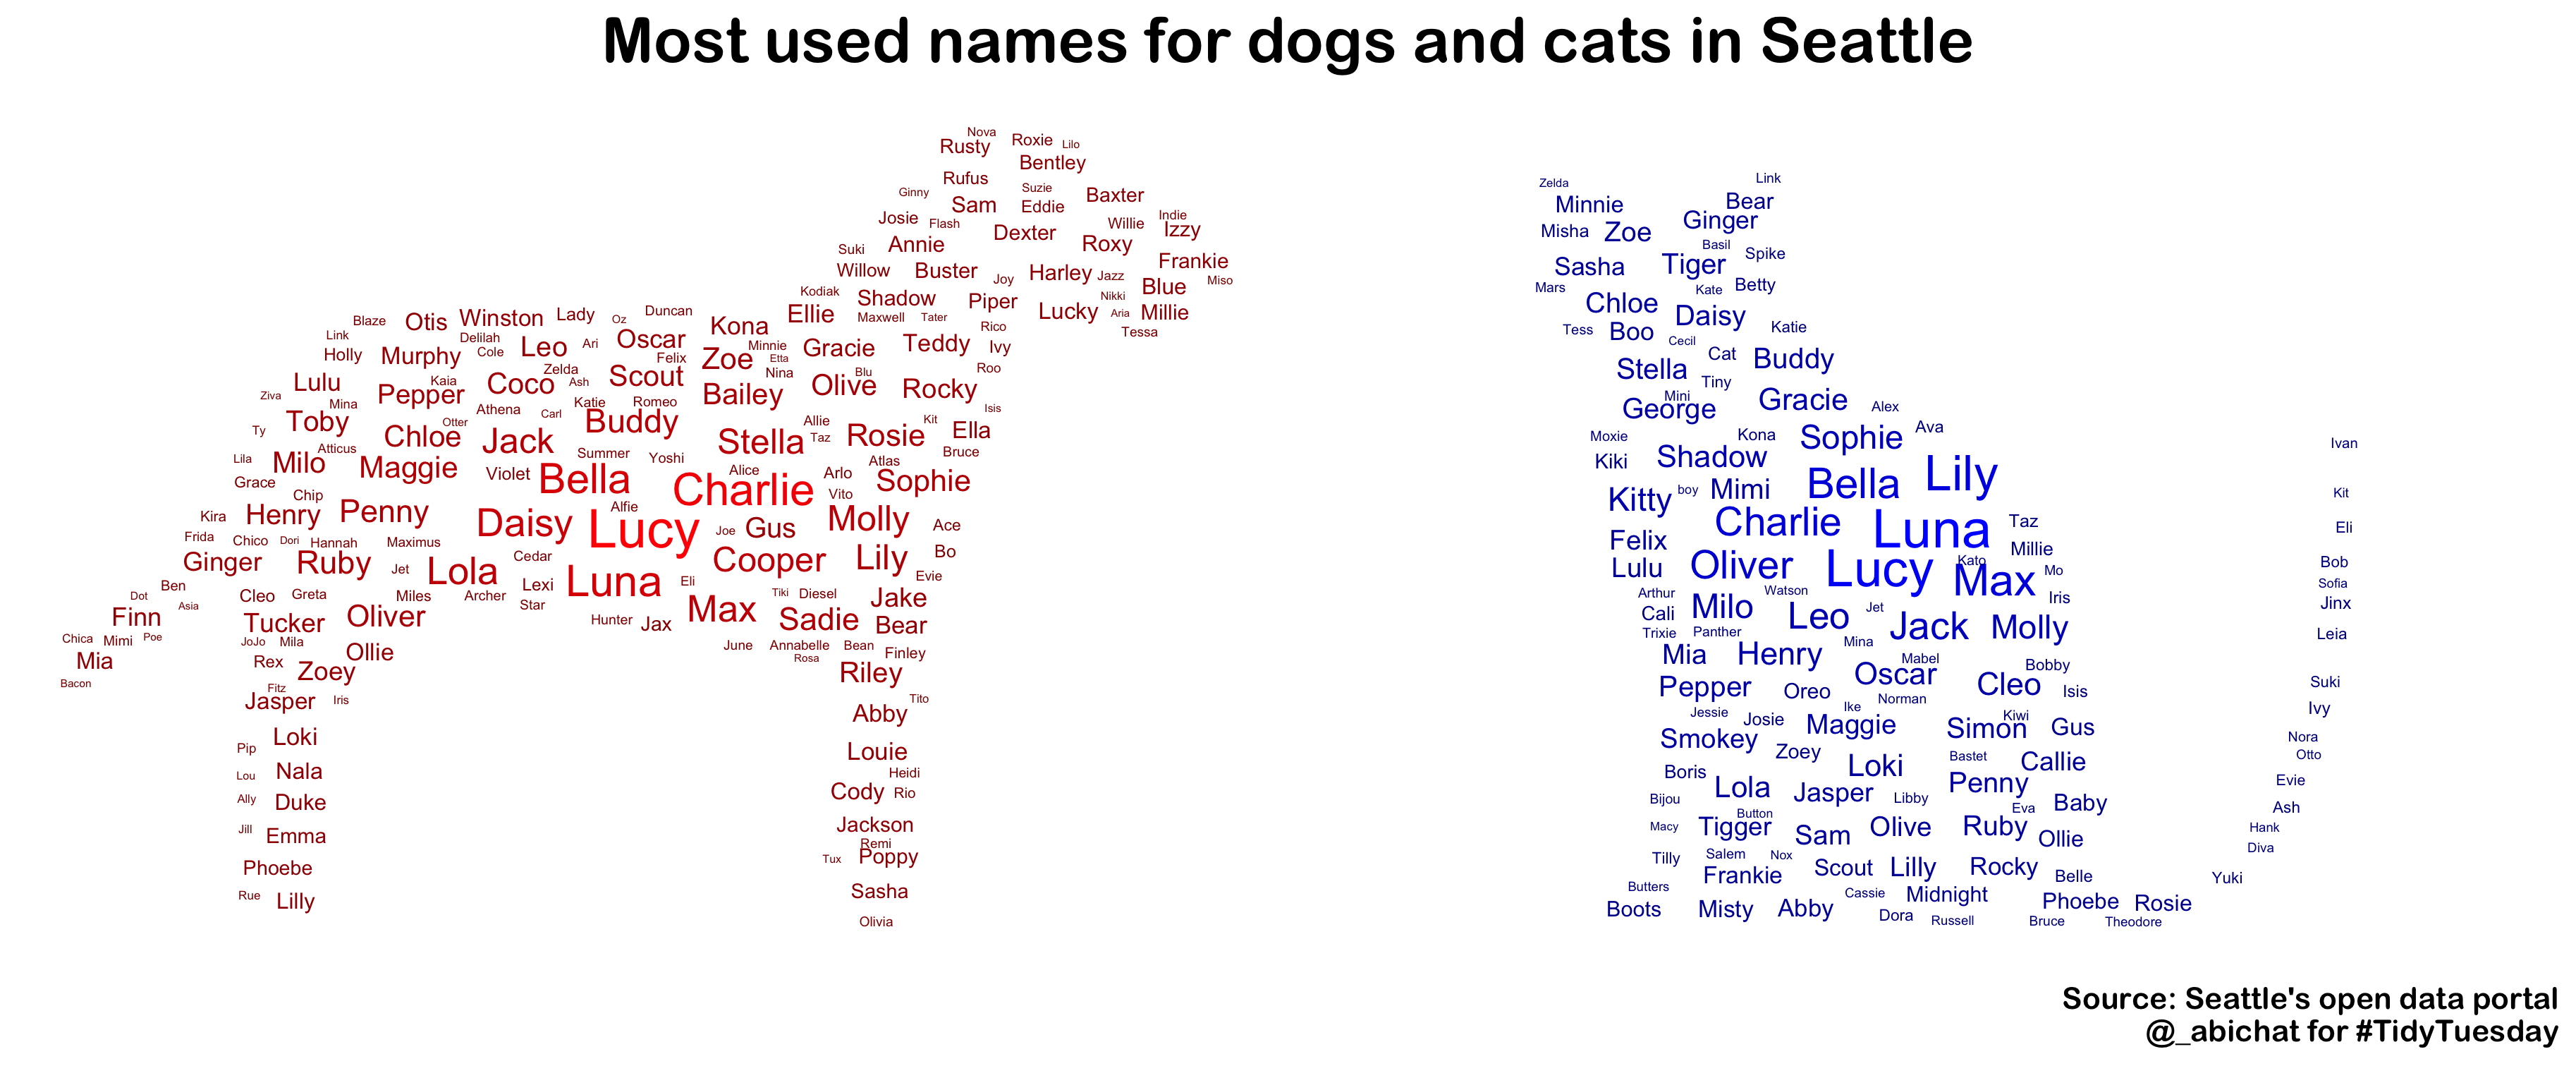 Most used names for dogs and cats in Seattle
Nova
Rusty Roxie Lilo
Bentley
Rufus
Ginny Suzie Baxter
Sam Eddie
Josie Flash Willie Indie
Dexter Izzy
Annie Roxy
Suki Frankie
Willow Buster Joy Harley Jazz Miso
Kodiak Shadow Piper Nikki Blue
Ellie Maxwell Tater Lucky Aria Millie
Blaze Otis Winston Lady Oz Duncan Kona Rico Tessa
Link Delilah Leo Ari Oscar Minnie Gracie Teddy Ivy
Holly Murphy Cole Felix Zoe Etta
Zelda Nina Blu Roo
Lulu Kaia Coco Ash Scout Olive Rocky
Ziva Mina Pepper Katie Romeo Bailey
Toby Athena Carl Buddy Allie Kit Isis
Ty Otter Chloe Jack Stella Taz Rosie Ella
Atticus Summer Yoshi Bruce
Lila Milo Maggie Violet Bella Alice Atlas
Grace Charlie Arlo Sophie
Chip Vito
Kira Henry Penny Daisy Alfie Lucy Joe Gus Molly Ace
Frida Chico Dori Hannah Maximus
Ginger Ruby Jet Lola Cedar Cooper Lily Bo
Ben Lexi Luna Eli Evie
Dot Asia Cleo Greta Miles Archer Star Tiki Diesel Jake
Finn Tucker Oliver Hunter Jax Max Sadie Bear
Chica Mimi Poe JoJo Mila June Annabelle Bean Finley
Mia Rex Ollie Rosa
Bacon Zoey Riley
Fitz
Jasper Iris Tito
Abby
Loki
Pip Louie
Lou Nala Heidi
Ally Duke Cody Rio
Jill Emma Jackson
Remi
Phoebe Tux Poppy
Rue Lilly Sasha
Olivia
Zelda Link
Minnie Bear
Misha Zoe Ginger
Basil Spike
Sasha Tiger
Mars Kate Betty
Chloe Daisy
Tess Boo Katie
Cecil Cat Buddy
Stella Tiny
Mini
George Gracie Alex
Moxie Kona Sophie Ava
Ivan
Kiki Shadow
Kitty boy Mimi Bella Lily Kit
Charlie Luna Taz Eli
Felix Millie
Lulu Oliver Lucy Kato Max Mo Bob
Arthur Watson Iris Sofia
Cali Milo Leo Jet Jinx
Trixie Panther Jack Molly Leia
Mia Henry Mina Mabel Bobby
Pepper Oreo Oscar Cleo Isis Suki
Jessie Josie Ike Norman Kiwi Ivy
Smokey Maggie Simon Gus Nora
Zoey Loki Bastet Callie Otto
Boris Lola Jasper Libby Penny Evie
Bijou Button Eva Baby Ash
Macy Tigger Sam Olive Ruby Ollie Hank
Tilly Salem Nox Diva
Frankie Scout Lilly Rocky Belle Yuki
Butters Cassie Midnight Phoebe Rosie
Boots Misty Abby Dora Russell Bruce Theodore
Source: Seattle's open data portal
@_abichat for #TidyTuesday